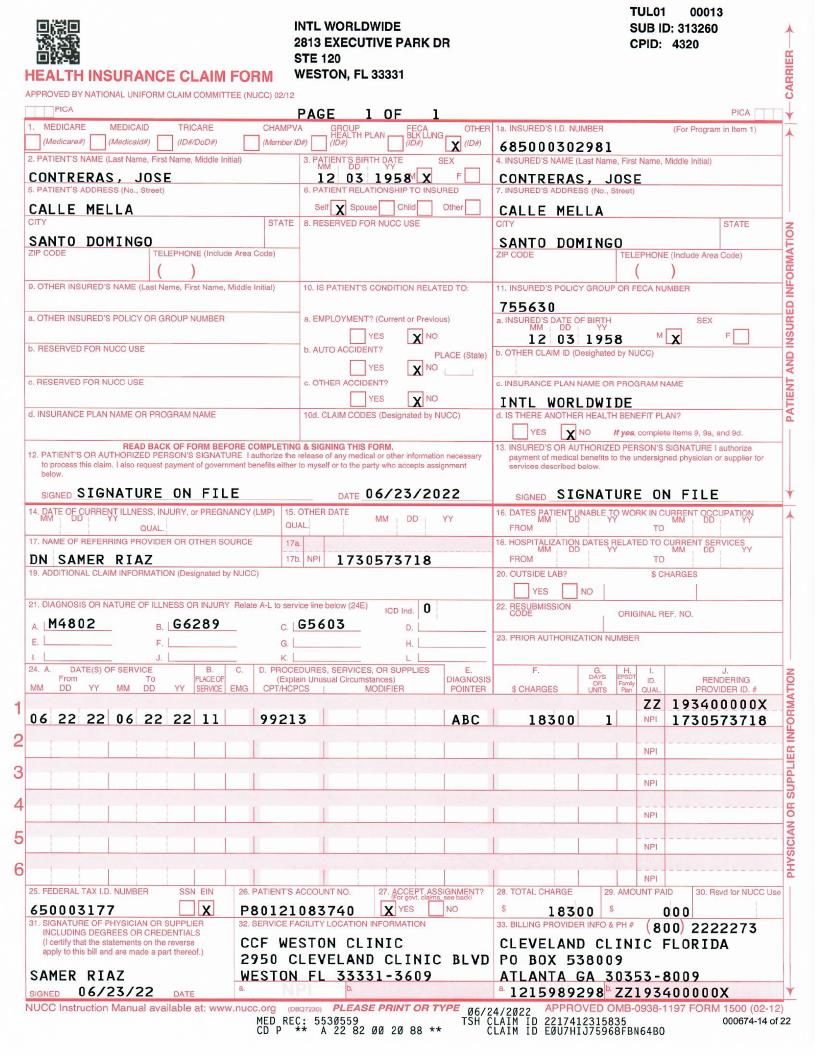 TUL01 00013
INTL WORLDWIDE
SUB ID: 313260
2813 EXECUTIVE PARK DR
CPID: 4320
STE 120
WESTON, FL 33331
HEALTH INSURANCE CLAIM FORM
APPROVED BY NATIONAL UNIFORM CLAIM COMMITTEE (NUCC) 02/12
CARRIER
PICA PAGE 1 OF 1 PICA
1. MEDICARE MEDICAID TRICARE CHAMPVA GROUP HEALTH PLAN FECA BLK LUNG OTHER 1a. INSURED'S I.D. NUMBER (For Program in Item 1)
(Medicare#) (Medicaid#) (ID#/DoD#) (Member ID#) (ID#) (ID#) X (ID#) 685000302981
2. PATIENT'S NAME (Last Name, First Name, Middle Initial) 3. PATIENT'S BIRTH DATE SEX 4. INSURED'S NAME (Last Name, First Name, Middle Initial)
MM DD YY
CONTRERAS, JOSE 12 03 1958 M X F CONTRERAS, JOSE
5. PATIENT'S ADDRESS (No., Street) 6. PATIENT RELATIONSHIP TO INSURED 7. INSURED'S ADDRESS (No., Street)
CALLE MELLA Self X Spouse Child Other CALLE MELLA
CITY STATE 8. RESERVED FOR NUCC USE CITY STATE
SANTO DOMINGO SANTO DOMINGO
ZIP CODE TELEPHONE (Include Area Code) ZIP CODE TELEPHONE (Include Area Code)
( ) ( )
9. OTHER INSURED'S NAME (Last Name, First Name, Middle Initial) 10. IS PATIENT'S CONDITION RELATED TO: 11. INSURED'S POLICY GROUP OR FECA NUMBER
755630
a. OTHER INSURED'S POLICY OR GROUP NUMBER a. EMPLOYMENT? (Current or Previous) a. INSURED'S DATE OF BIRTH SEX
MM DD YY
YES X NO 12 03 1958 M X F
b. RESERVED FOR NUCC USE b. AUTO ACCIDENT? PLACE (State) b. OTHER CLAIM ID (Designated by NUCC)
YES X NO
c. RESERVED FOR NUCC USE c. OTHER ACCIDENT? c. INSURANCE PLAN NAME OR PROGRAM NAME
YES X NO INTL WORLDWIDE
d. INSURANCE PLAN NAME OR PROGRAM NAME 10d. CLAIM CODES (Designated by NUCC) d. IS THERE ANOTHER HEALTH BENEFIT PLAN?
YES X NO If yes, complete items 9, 9a, and 9d.
PATIENT AND INSURED INFORMATION
READ BACK OF FORM BEFORE COMPLETING & SIGNING THIS FORM.
12. PATIENT'S OR AUTHORIZED PERSON'S SIGNATURE I authorize the release of any medical or other information necessary
to process this claim. I also request payment of government benefits either to myself or to the party who accepts assignment
below.
SIGNED SIGNATURE ON FILE DATE 06/23/2022
13. INSURED'S OR AUTHORIZED PERSON'S SIGNATURE I authorize
payment of medical benefits to the undersigned physician or supplier for
services described below.
SIGNED SIGNATURE ON FILE
14. DATE OF CURRENT ILLNESS, INJURY, or PREGNANCY (LMP) 15. OTHER DATE 16. DATES PATIENT UNABLE TO WORK IN CURRENT OCCUPATION
MM DD YY QUAL. QUAL. MM DD YY FROM MM DD YY TO MM DD YY
17. NAME OF REFERRING PROVIDER OR OTHER SOURCE 17a. 18. HOSPITALIZATION DATES RELATED TO CURRENT SERVICES
MM DD YY MM DD YY
DN SAMER RIAZ 17b. NPI 1730573718 FROM TO
19. ADDITIONAL CLAIM INFORMATION (Designated by NUCC) 20. OUTSIDE LAB? $ CHARGES
YES NO
21. DIAGNOSIS OR NATURE OF ILLNESS OR INJURY Relate A-L to service line below (24E) ICD Ind. 0 22. RESUBMISSION CODE ORIGINAL REF. NO.
A. M4802 B. G6289 C. G5603 D.
E. F. G. H. 23. PRIOR AUTHORIZATION NUMBER
I. J. K. L.
24. A. DATE(S) OF SERVICE B. C. D. PROCEDURES, SERVICES, OR SUPPLIES E. F. G. H. I. J.
From To PLACE OF (Explain Unusual Circumstances) DIAGNOSIS DAYS OR UNITS EPSDT Family Plan ID. RENDERING
MM DD YY MM DD YY SERVICE EMG CPT/HCPCS MODIFIER POINTER $ CHARGES QUAL. PROVIDER ID. #
ZZ 193400000X
1 06 22 22 06 22 22 11 99213 ABC 18300 1 NPI 1730573718
2 NPI
3 NPI
4 NPI
5 NPI
6 NPI
PHYSICIAN OR SUPPLIER INFORMATION
25. FEDERAL TAX I.D. NUMBER SSN EIN 26. PATIENT'S ACCOUNT NO. 27. ACCEPT ASSIGNMENT? 28. TOTAL CHARGE 29. AMOUNT PAID 30. Rsvd for NUCC Use
(For govt. claims, see back)
650003177 X P80121083740 X YES NO $ 18300 $ 000
31. SIGNATURE OF PHYSICIAN OR SUPPLIER
INCLUDING DEGREES OR CREDENTIALS
(I certify that the statements on the reverse
apply to this bill and are made a part thereof.)
SAMER RIAZ
SIGNED 06/23/22 DATE
32. SERVICE FACILITY LOCATION INFORMATION
CCF WESTON CLINIC
2950 CLEVELAND CLINIC BLVD
WESTON FL 33331-3609
a. NPI b.
33. BILLING PROVIDER INFO & PH # (800) 2222273
CLEVELAND CLINIC FLORIDA
PO BOX 538009
ATLANTA GA 30353-8009
a. 1215989298 b. ZZ193400000X
NUCC Instruction Manual available at: www.nucc.org (DBQ7230) PLEASE PRINT OR TYPE 06/24/2022 APPROVED OMB-0938-1197 FORM 1500 (02-12)
MED REC: 5530559 TSH CLAIM ID 2217412315835 000674-14 of 22
CD P ** A 22 82 00 20 88 ** CLAIM ID E0U7HIJ75968FBN64B0